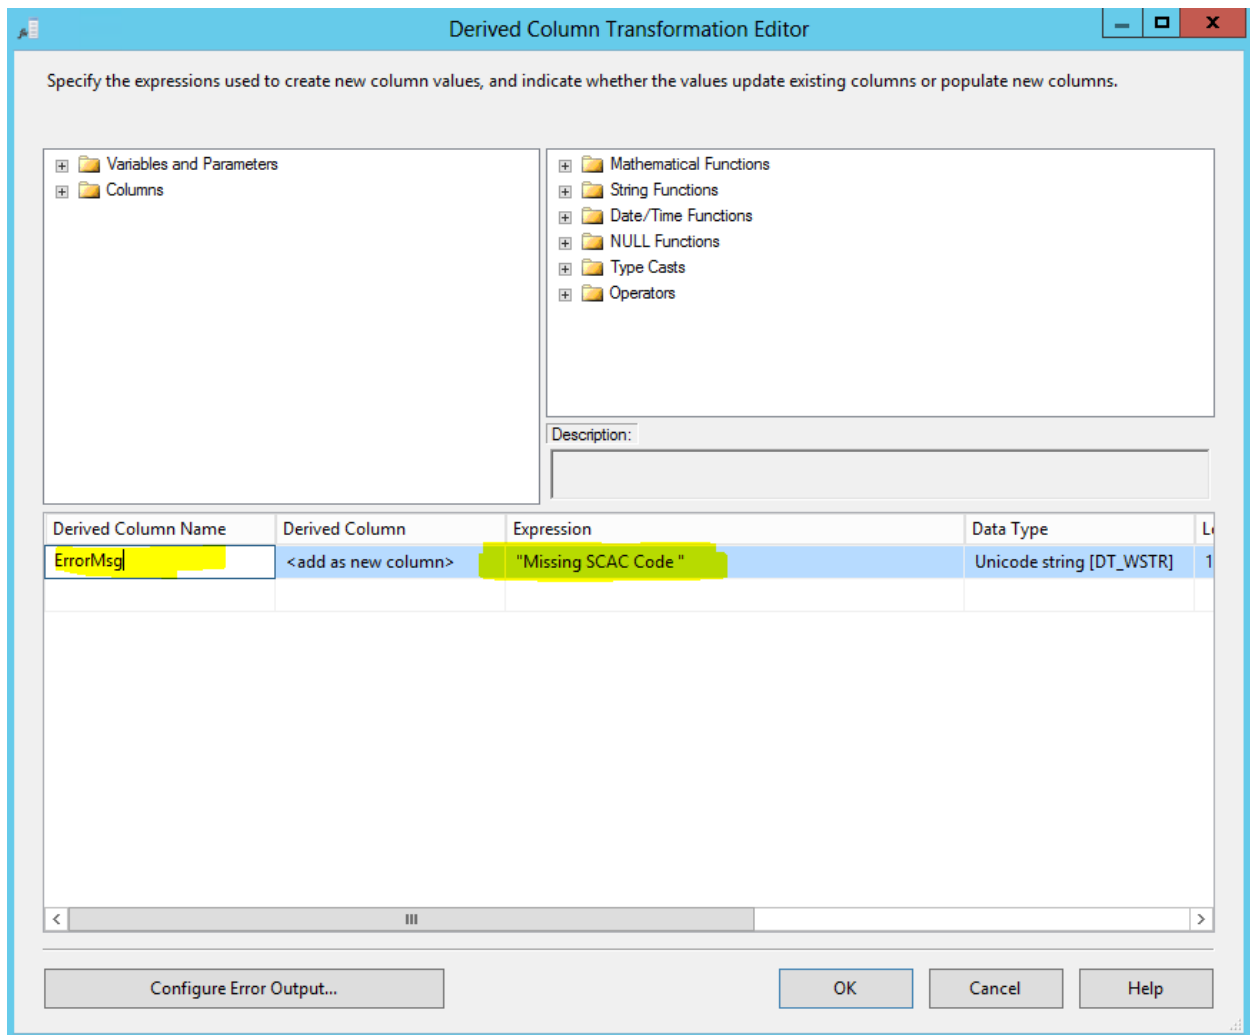 Derived Column Transformation Editor
Specify the expressions used to create new column values, and indicate whether the values update existing columns or populate new columns.
Variables and Parameters
Columns
Mathematical Functions
String Functions
Date/Time Functions
NULL Functions
Type Casts
Operators
Description:
Derived Column Name Derived Column Expression Data Type Le
ErrorMsg <add as new column> "Missing SCAC Code " Unicode string [DT_WSTR] 1
Configure Error Output... OK Cancel Help